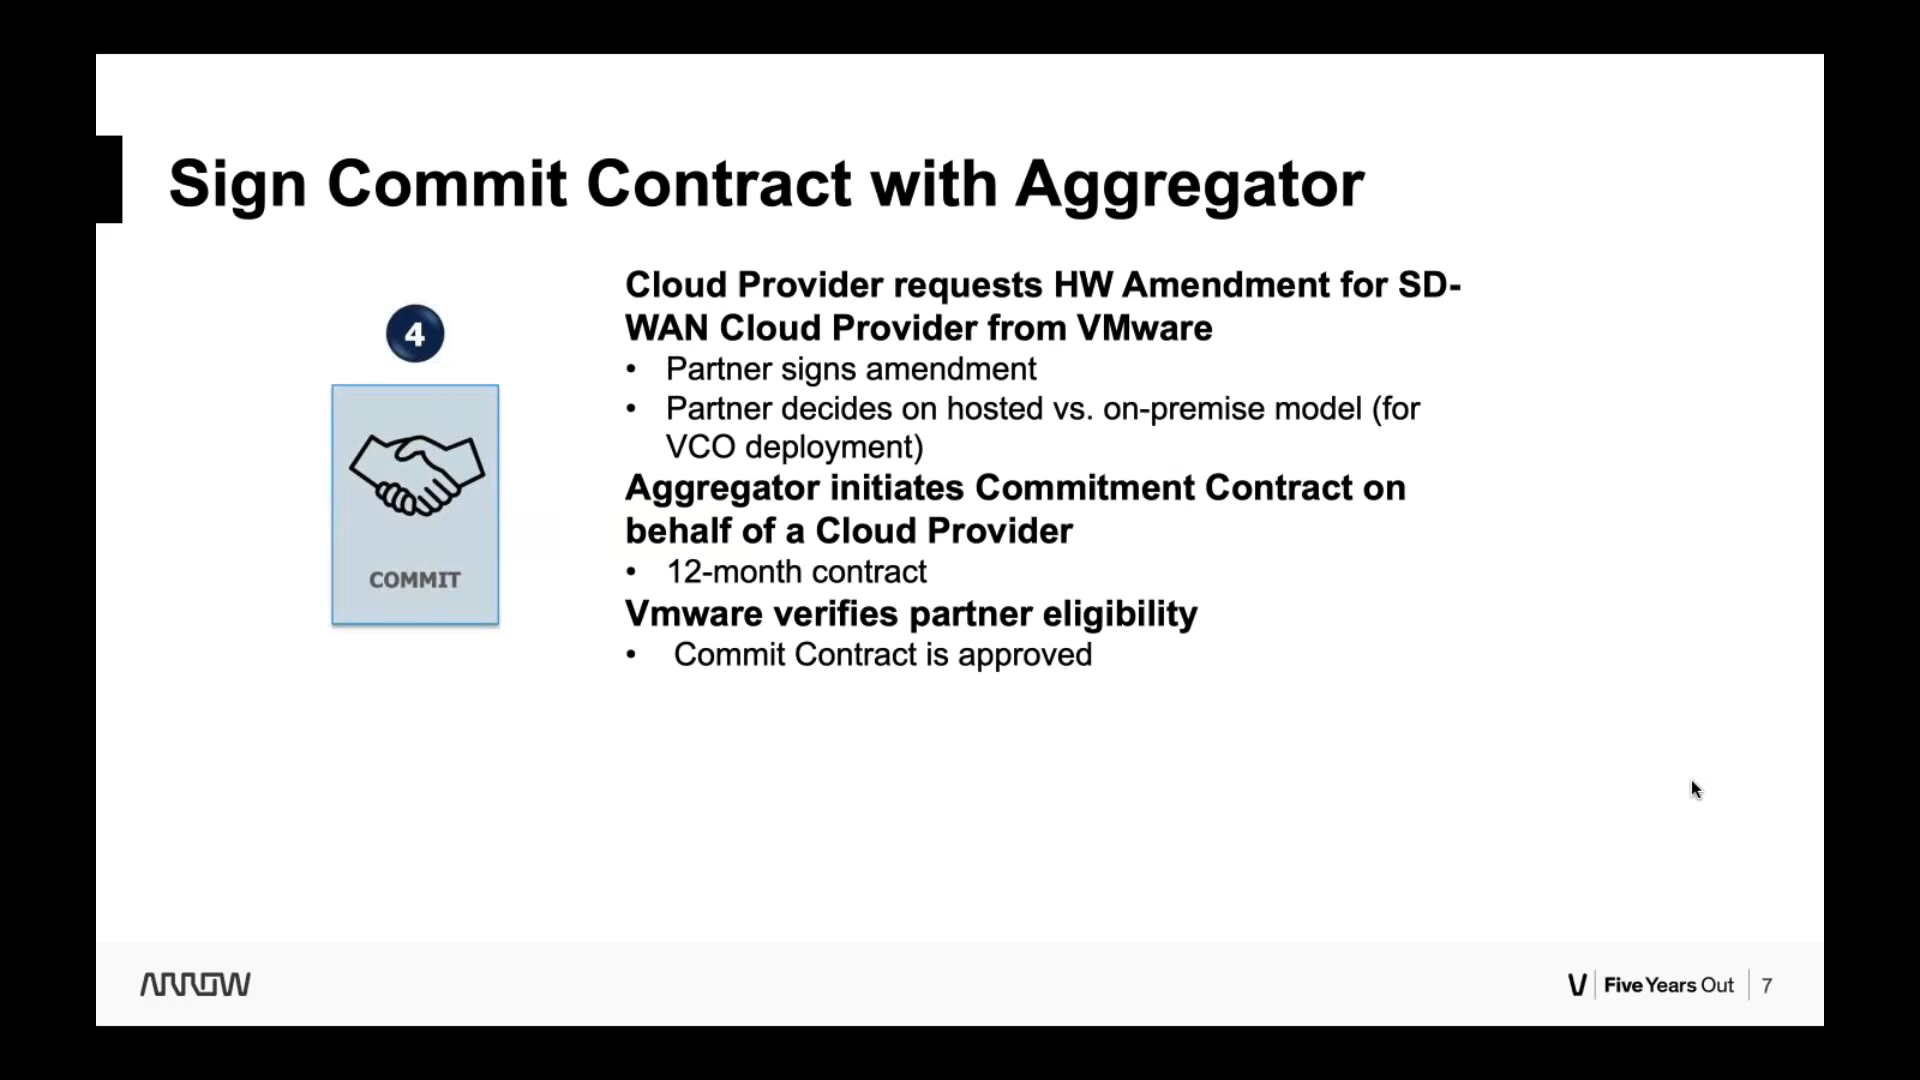 Sign Commit Contract with Aggregator
4
COMMIT
Cloud Provider requests HW Amendment for SD-
WAN Cloud Provider from VMware
• Partner signs amendment
• Partner decides on hosted vs. on-premise model (for
VCO deployment)
Aggregator initiates Commitment Contract on
behalf of a Cloud Provider
• 12-month contract
Vmware verifies partner eligibility
• Commit Contract is approved
ARROW
Five Years Out
7